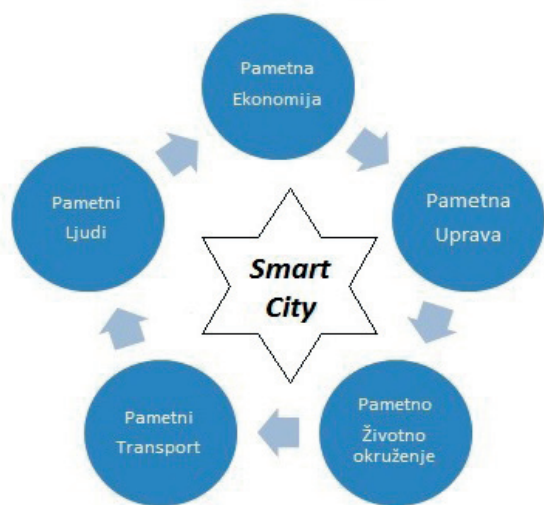 Pametna
Ekonomija
Pametna
Uprava
Pametno
Životno
okruženje
Pametni
Transport
Pametni
Ljudi
Smart
City